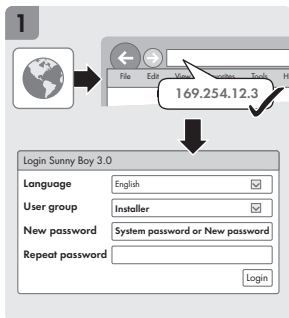 1
File Edit View Favorites Tools H
169.254.12.3
Login Sunny Boy 3.0
Language English
User group Installer
New password System password or New password
Repeat password
Login